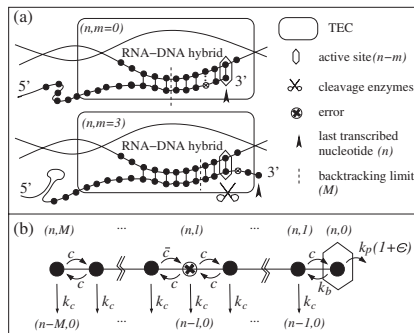 (a)
(n,m=0)
RNA–DNA hybrid
5'
3'
(n,m=3)
RNA–DNA hybrid
5'
3'
TEC
active site(n−m)
cleavage enzymes
error
last transcribed
nucleotide (n)
backtracking limit
(M)
(b)
(n,M) ... (n,l) ... (n,1) (n,0)
c c̄ c c k_p(1+Θ)
c c c k_b
k_c k_c k_c k_c k_c k_c
(n−M,0) ... (n−l,0) ... (n−1,0)